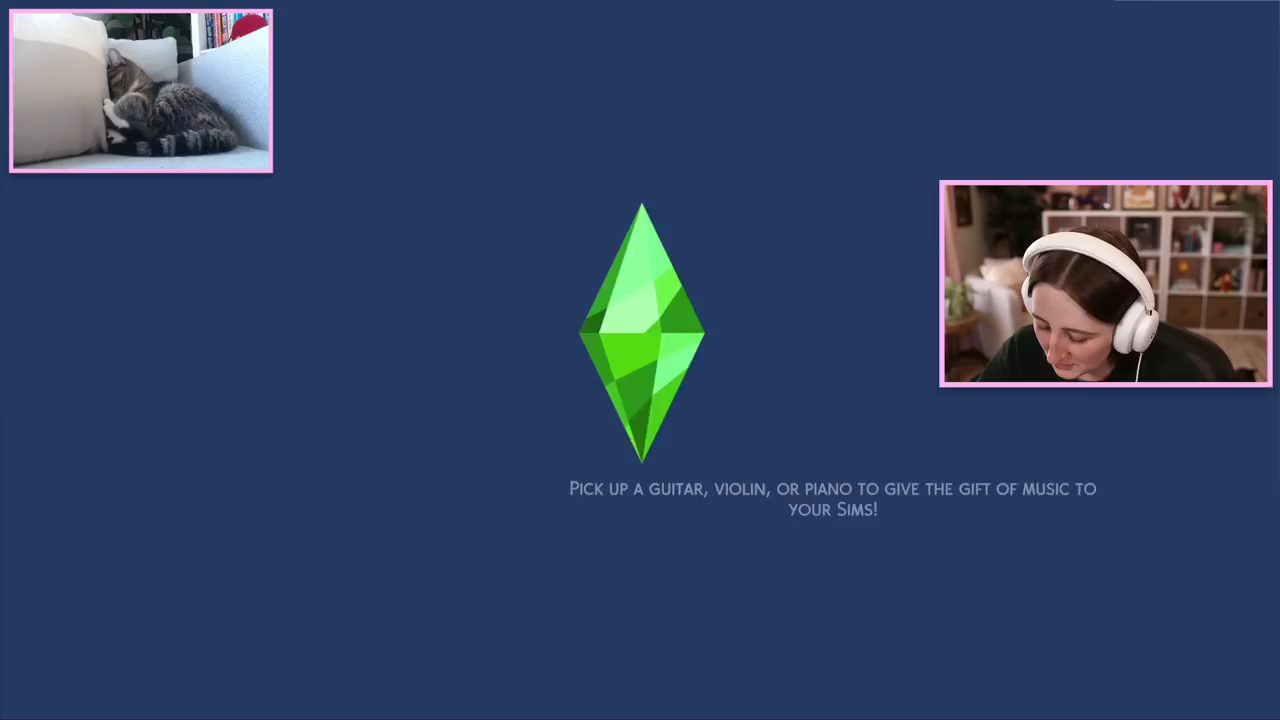 Pick up a guitar, violin, or piano to give the gift of music to
your Sims!